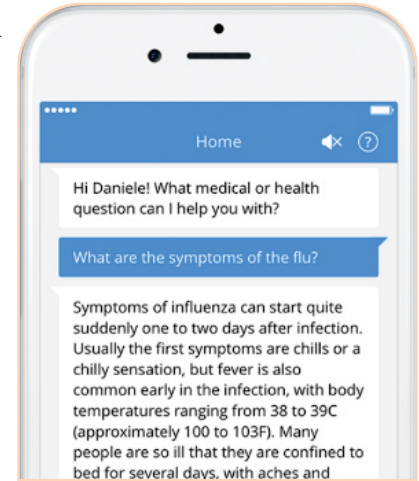 Home
Hi Daniele! What medical or health
question can I help you with?
What are the symptoms of the flu?
Symptoms of influenza can start quite
suddenly one to two days after infection.
Usually the first symptoms are chills or a
chilly sensation, but fever is also
common early in the infection, with body
temperatures ranging from 38 to 39C
(approximately 100 to 103F). Many
people are so ill that they are confined to
bed for several days, with aches and